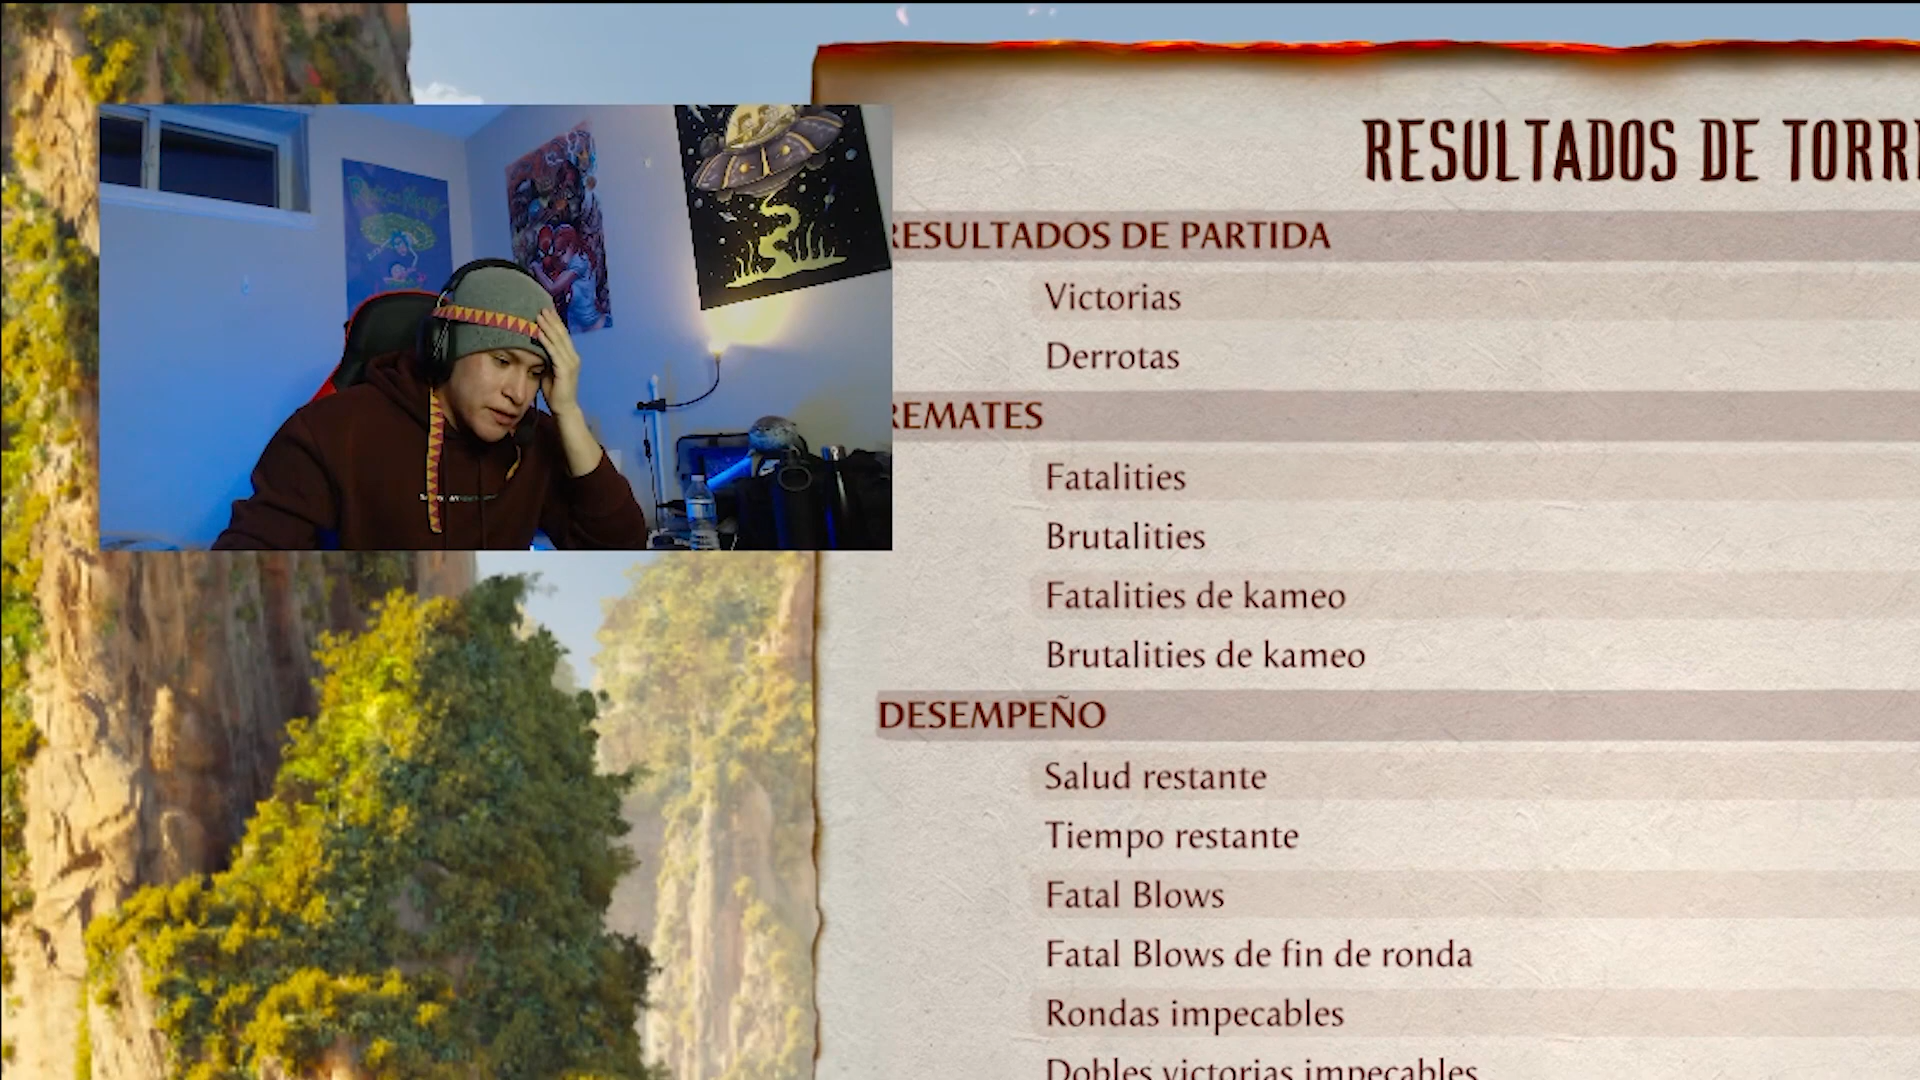 RESULTADOS DE TORR
RESULTADOS DE PARTIDA
Victorias
Derrotas
REMATES
Fatalities
Brutalities
Fatalities de kameo
Brutalities de kameo
DESEMPEÑO
Salud restante
Tiempo restante
Fatal Blows
Fatal Blows de fin de ronda
Rondas impecables
Dobles victorias impecables